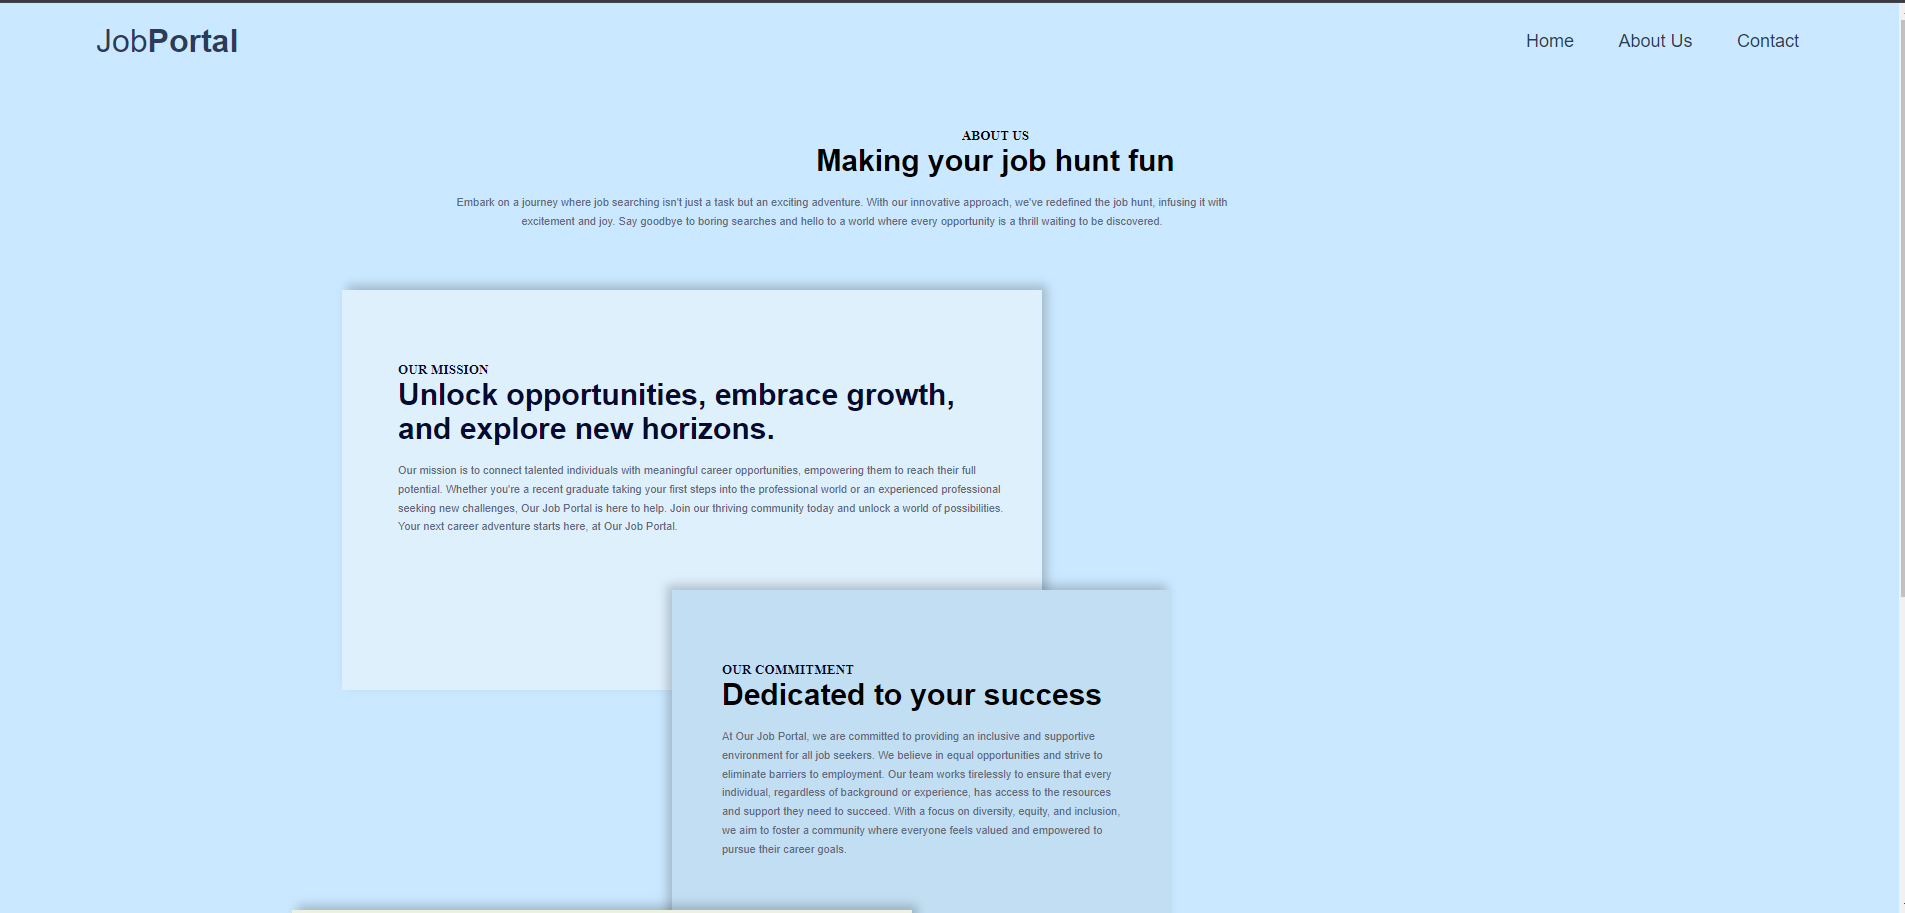 JobPortal
Home About Us Contact
ABOUT US
Making your job hunt fun
Embark on a journey where job searching isn't just a task but an exciting adventure. With our innovative approach, we've redefined the job hunt, infusing it with
excitement and joy. Say goodbye to boring searches and hello to a world where every opportunity is a thrill waiting to be discovered.
OUR MISSION
Unlock opportunities, embrace growth,
and explore new horizons.
Our mission is to connect talented individuals with meaningful career opportunities, empowering them to reach their full
potential. Whether you're a recent graduate taking your first steps into the professional world or an experienced professional
seeking new challenges, Our Job Portal is here to help. Join our thriving community today and unlock a world of possibilities.
Your next career adventure starts here, at Our Job Portal.
OUR COMMITMENT
Dedicated to your success
At Our Job Portal, we are committed to providing an inclusive and supportive
environment for all job seekers. We believe in equal opportunities and strive to
eliminate barriers to employment. Our team works tirelessly to ensure that every
individual, regardless of background or experience, has access to the resources
and support they need to succeed. With a focus on diversity, equity, and inclusion,
we aim to foster a community where everyone feels valued and empowered to
pursue their career goals.